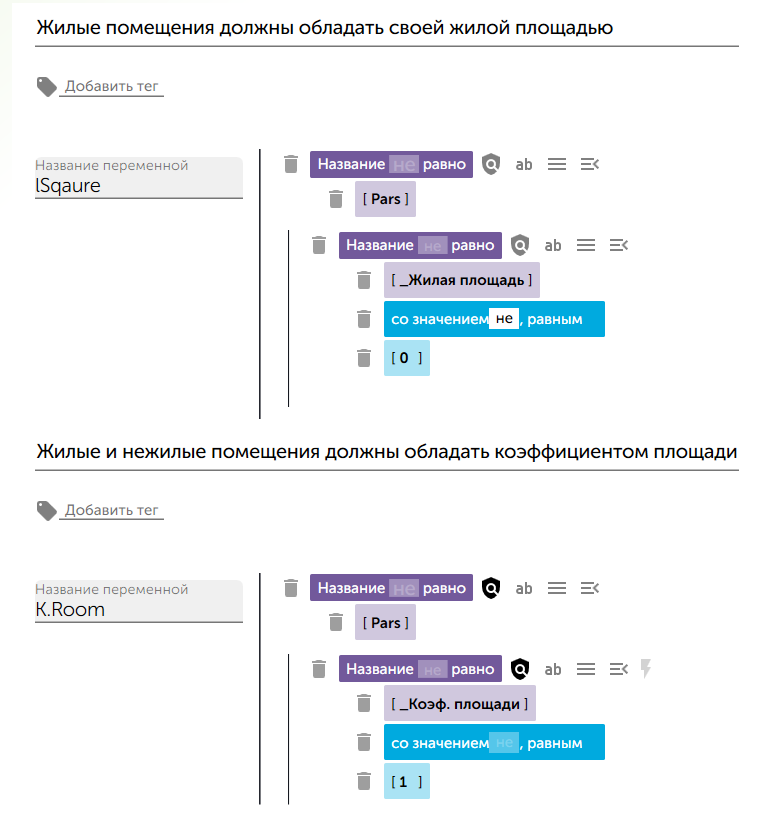 Жилые помещения должны обладать своей жилой площадью
Добавить тег
Название переменной
lSqaure
Название не равно ab
[ Pars ]
Название не равно ab
[ _Жилая площадь ]
со значением не , равным
[ 0 ]
Жилые и нежилые помещения должны обладать коэффициентом площади
Добавить тег
Название переменной
K.Room
Название не равно ab
[ Pars ]
Название не равно ab
[ _Коэф. площади ]
со значением не , равным
[ 1 ]